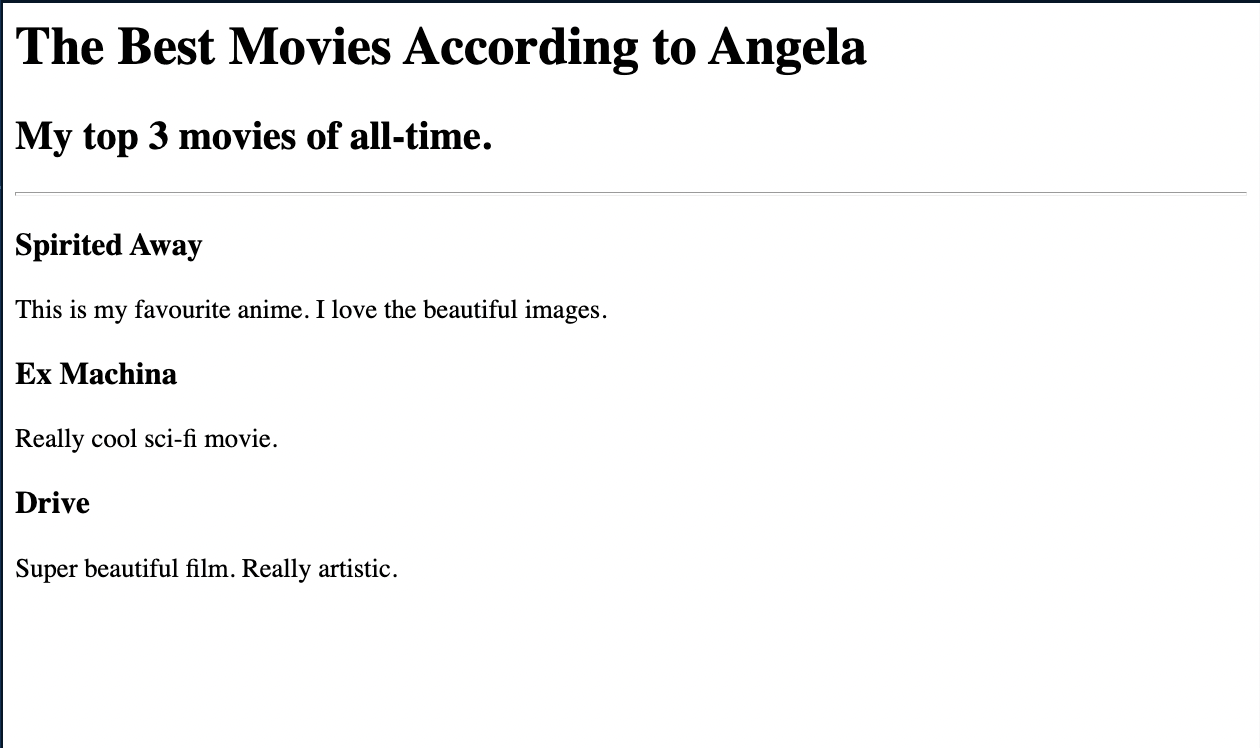 The Best Movies According to Angela
My top 3 movies of all-time.
Spirited Away
This is my favourite anime. I love the beautiful images.
Ex Machina
Really cool sci-fi movie.
Drive
Super beautiful film. Really artistic.